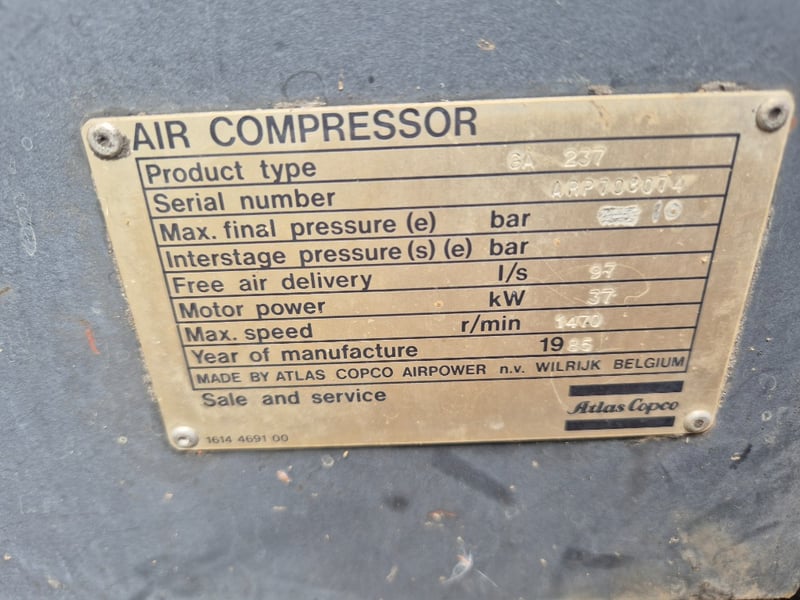 AIR COMPRESSOR
Product type GA 237
Serial number ARP708074
Max. final pressure (e) bar 10
Interstage pressure (s) (e) bar
Free air delivery l/s 97
Motor power kW 37
Max. speed r/min 1470
Year of manufacture 1985
MADE BY ATLAS COPCO AIRPOWER n.v. WILRIJK BELGIUM
Sale and service
Atlas Copco
1614 4691 00